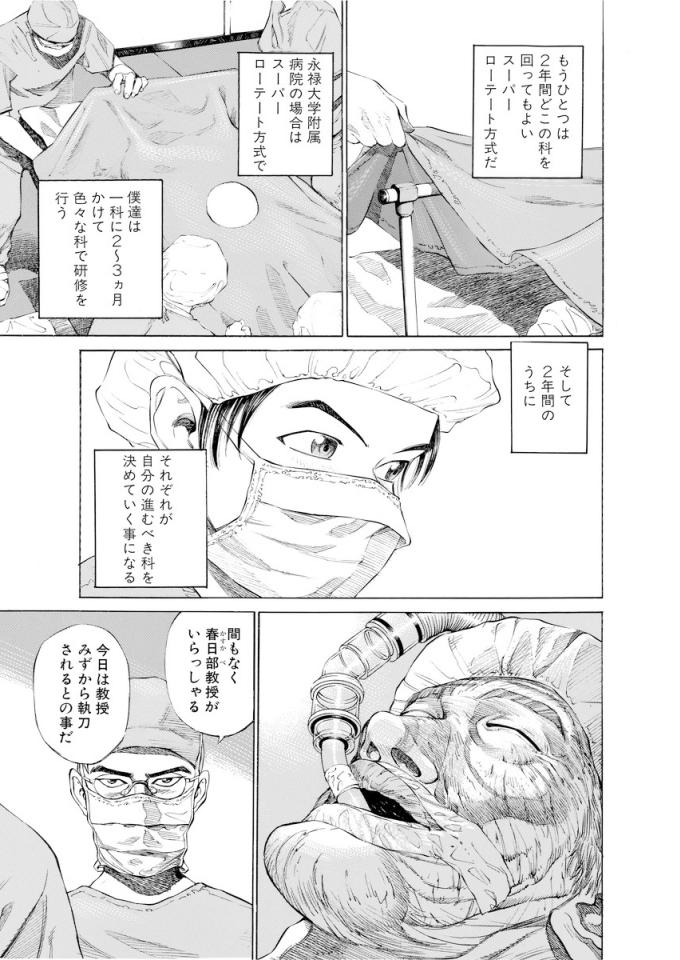 もうひとつは
２年間どこの科を
回ってもよい
スーパー
ローテート方式だ
永禄大学附属
病院の場合は
スーパー
ローテート方式で
僕達は
一科に２〜３ヵ月
かけて
色々な科で研修を
行う
そして
２年間の
うちに
それぞれが
自分の進むべき科を
決めていく事になる
間もなく
春日部教授が
かすかべ
いらっしゃる
今日は教授
みずから執刀
されるとの事だ